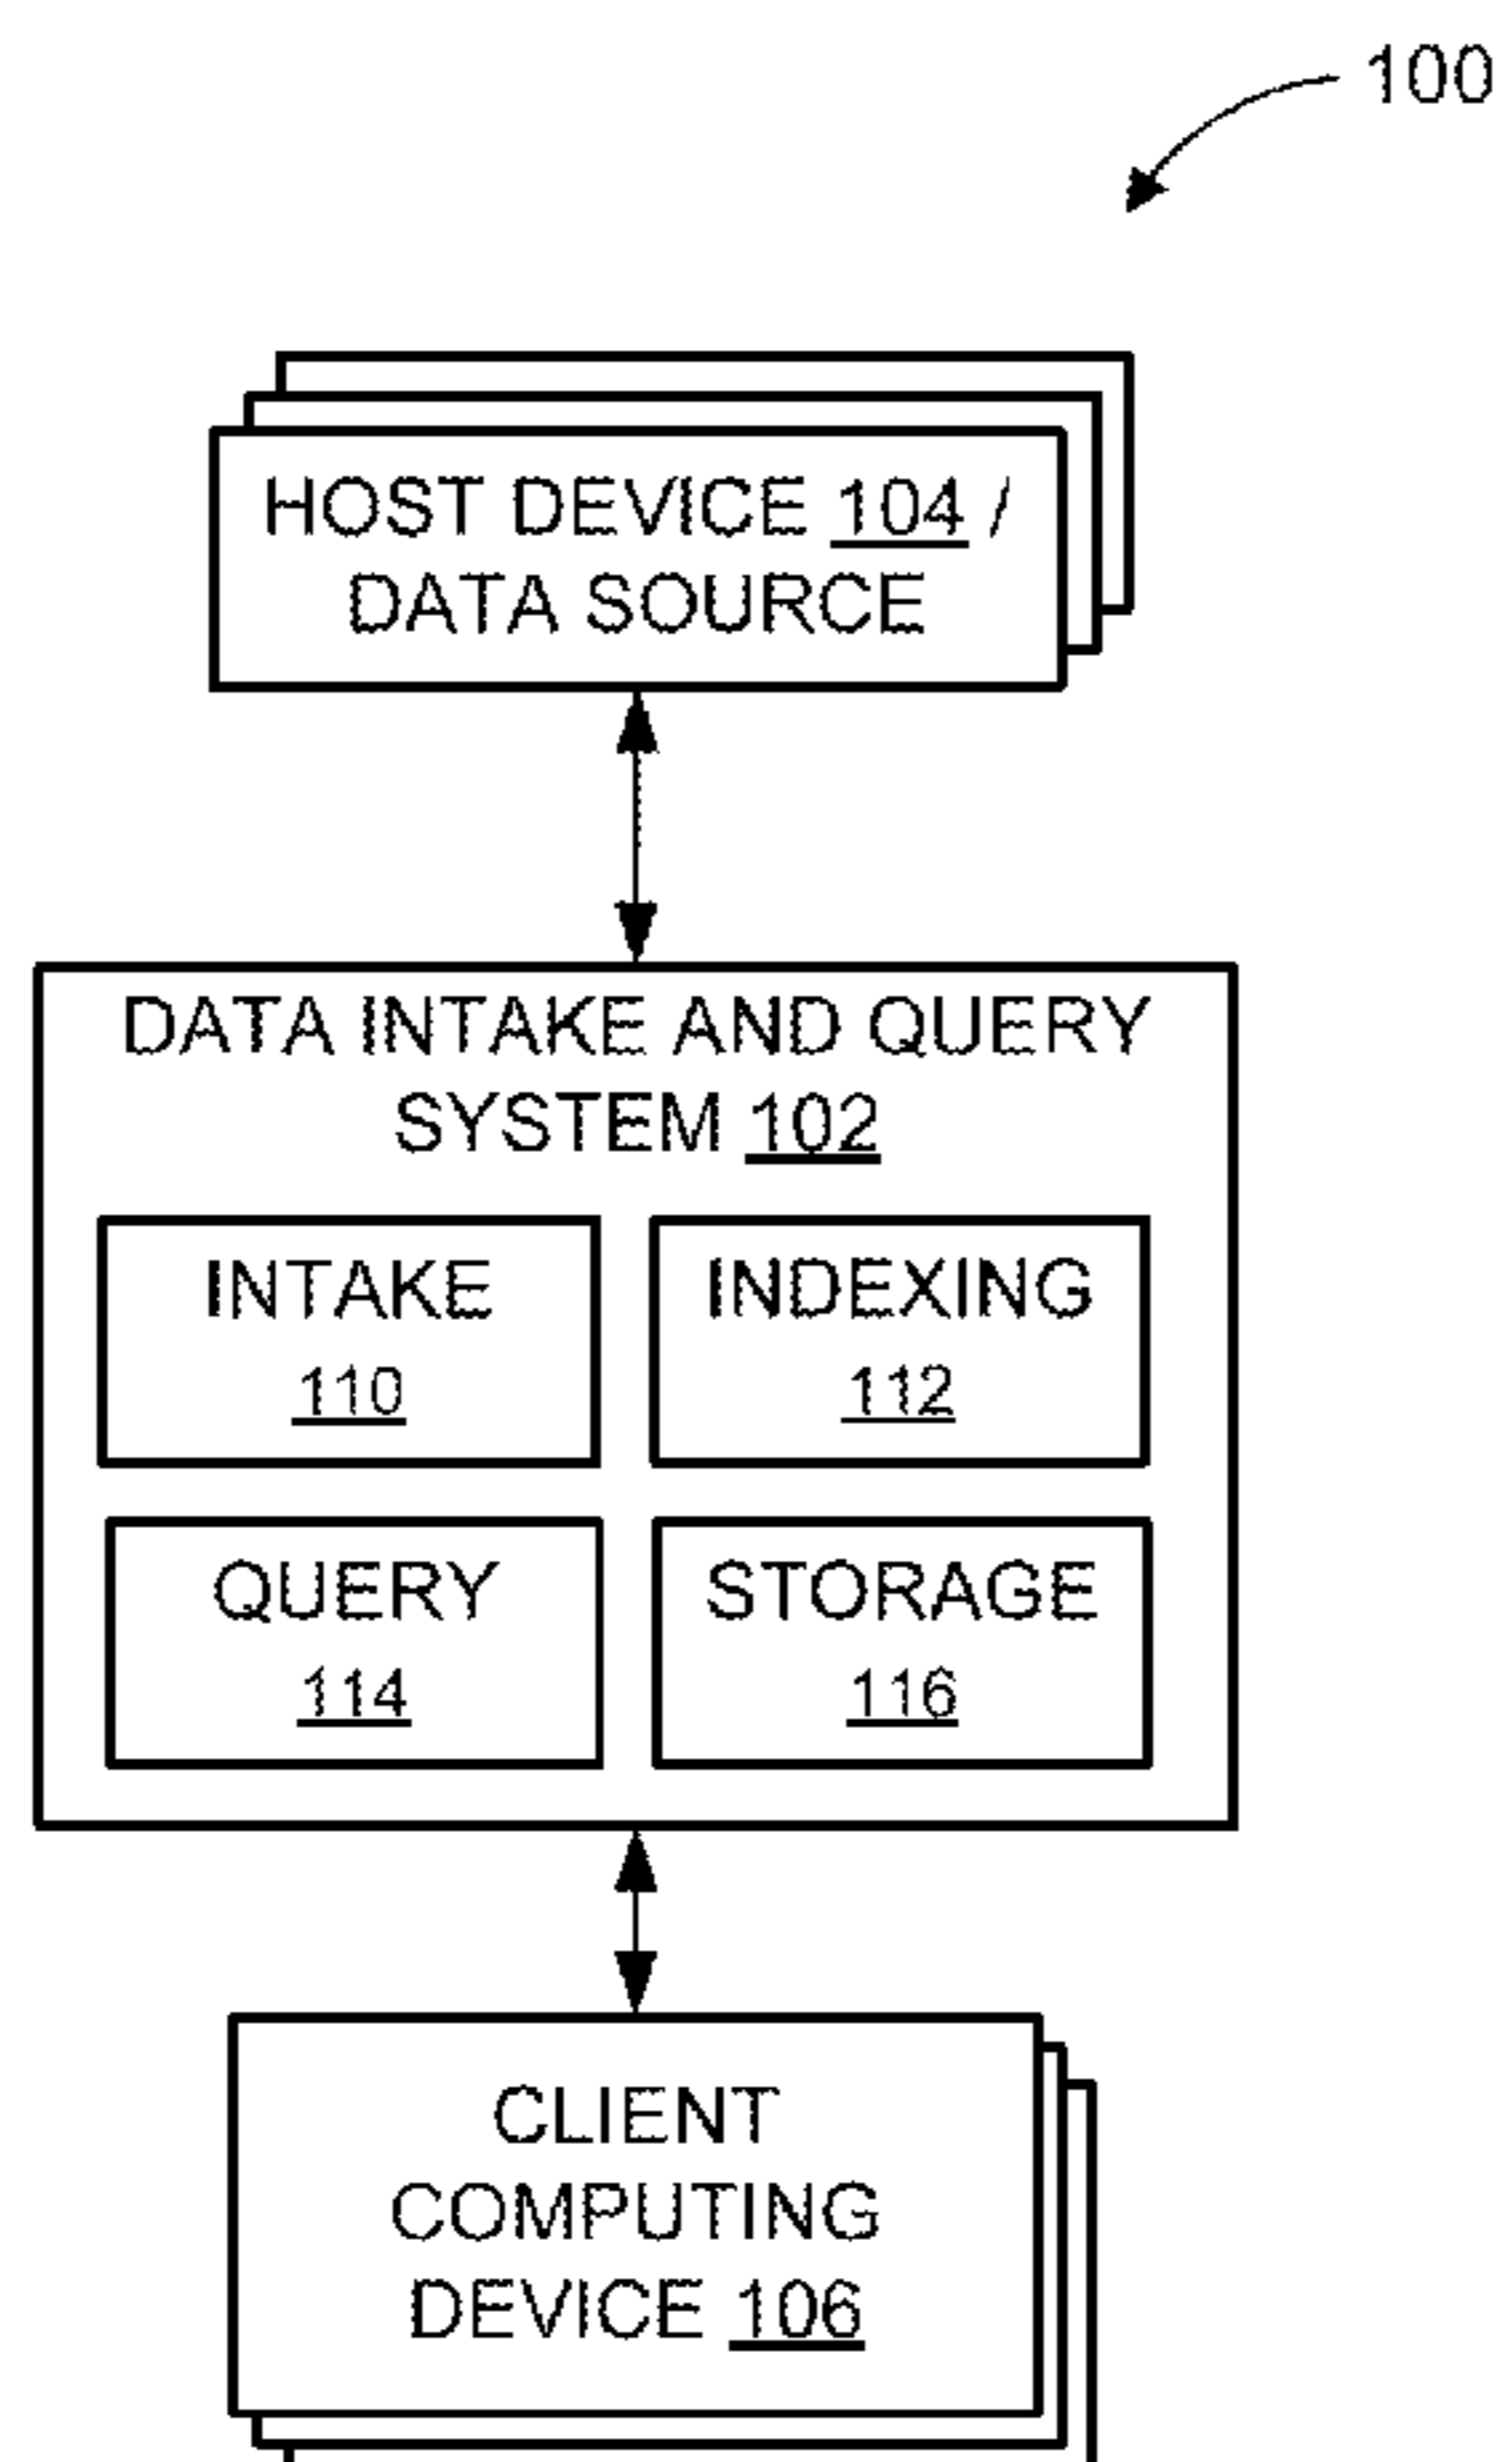 100
HOST DEVICE 104 /
DATA SOURCE
DATA INTAKE AND QUERY
SYSTEM 102
INTAKE
110
INDEXING
112
QUERY
114
STORAGE
116
CLIENT
COMPUTING
DEVICE 106